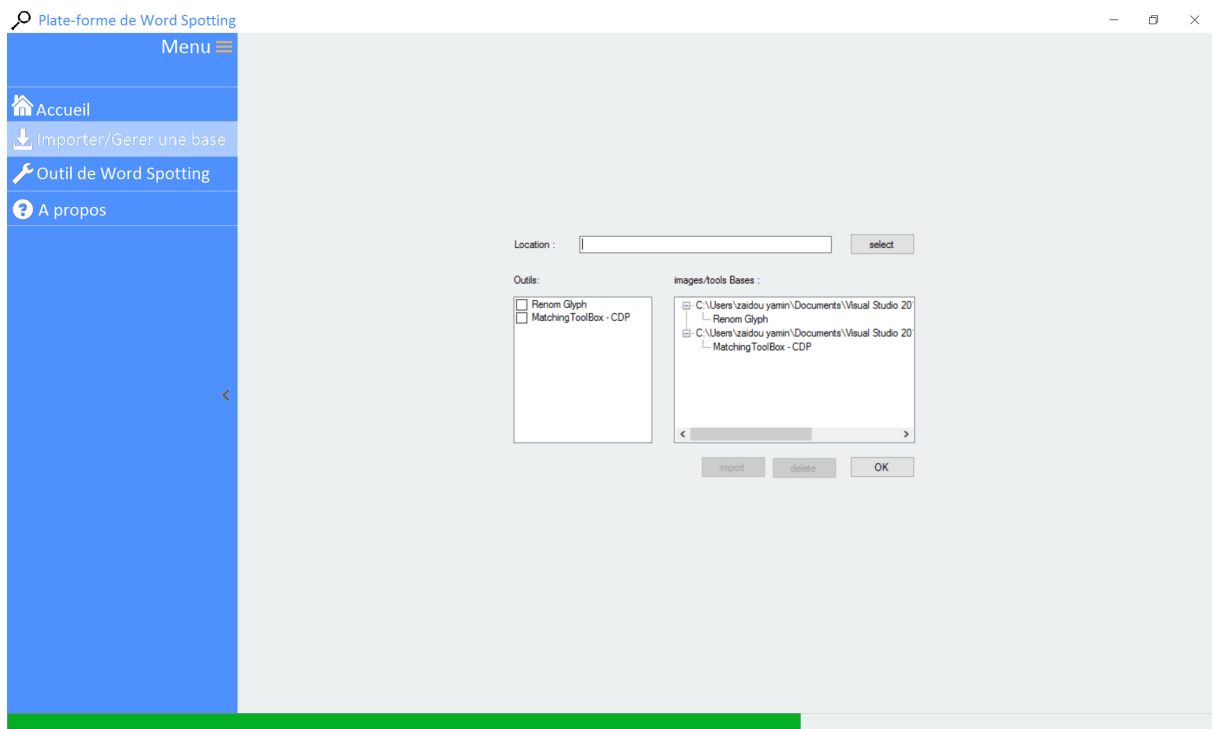 Plate-forme de Word Spotting
Menu
Accueil
Importer/Gerer une base
Outil de Word Spotting
A propos
Location :
select
Outils:
images/tools Bases :
Renom Glyph
MatchingToolBox - CDP
C:\Users\zaidou yamin\Documents\Visual Studio 20
Renom Glyph
C:\Users\zaidou yamin\Documents\Visual Studio 20
MatchingToolBox - CDP
import
delete
OK